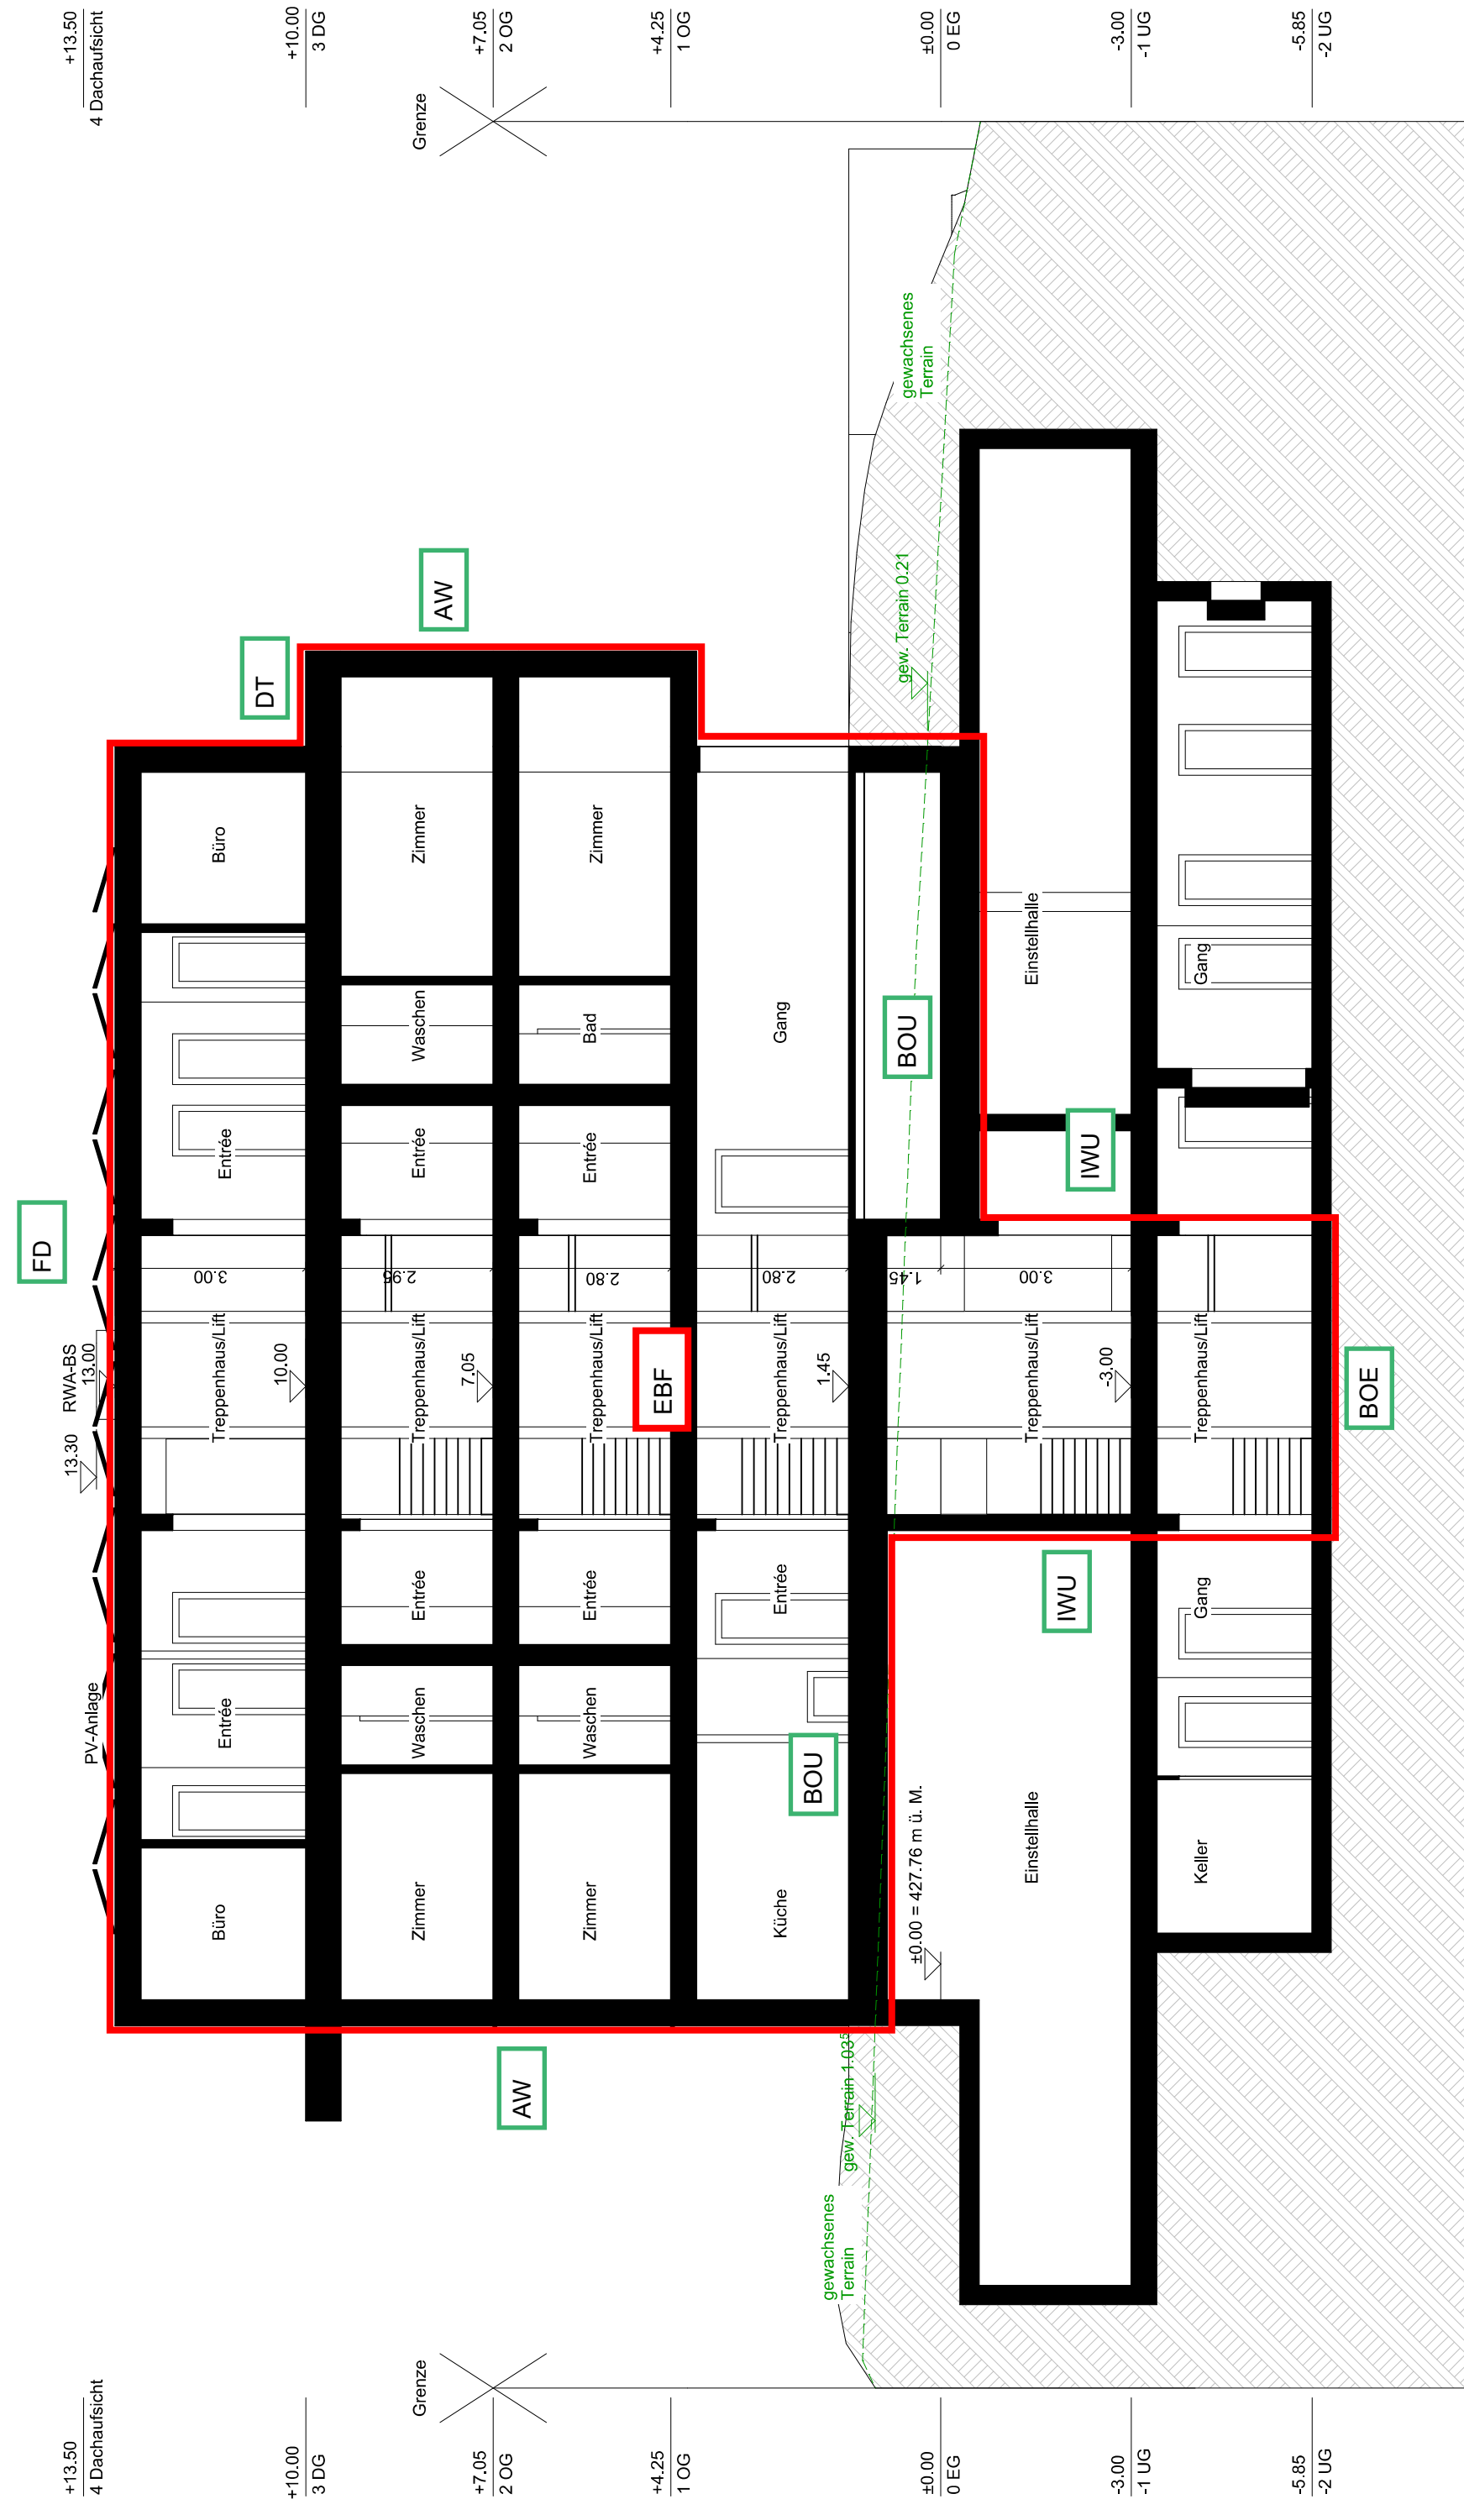 +13.50
4 Dachaufsicht
+10.00
3 DG
+7.05
2 OG
+4.25
1 OG
±0.00
0 EG
-3.00
-1 UG
-5.85
-2 UG
Grenze
gewachsenes
Terrain
gew. Terrain 0.21
AW
DT
FD
RWA-BS
13.00
13.30
PV-Anlage
Büro
Entrée
3.00
Treppenhaus/Lift
10.00
Entrée
Büro
Zimmer
Waschen
Entrée
2.95
Treppenhaus/Lift
7.05
Entrée
Waschen
Zimmer
Zimmer
Bad
Entrée
2.80
Treppenhaus/Lift
EBF
Entrée
Waschen
Zimmer
Gang
2.80
Treppenhaus/Lift
1.45
Entrée
BOU
Küche
BOU
1.45
Einstellhalle
IWU
3.00
Treppenhaus/Lift
-3.00
IWU
Einstellhalle
±0.00 = 427.76 m ü. M.
Gang
Treppenhaus/Lift
BOE
Gang
Keller
AW
gew. Terrain 1.03⁵
gewachsenes
Terrain
Grenze
+13.50
4 Dachaufsicht
+10.00
3 DG
+7.05
2 OG
+4.25
1 OG
±0.00
0 EG
-3.00
-1 UG
-5.85
-2 UG